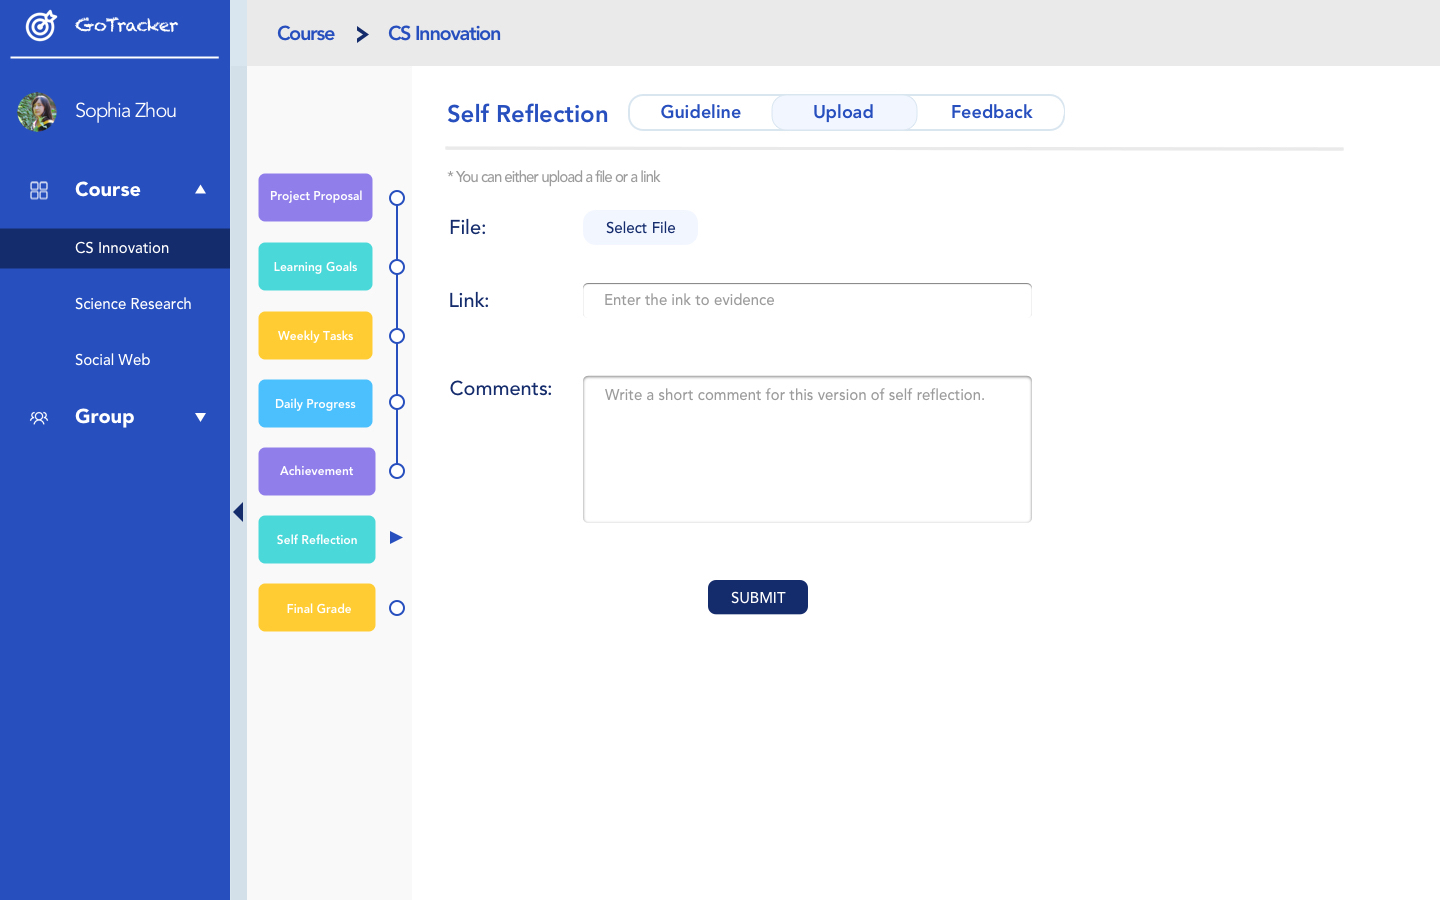 GoTracker
Course > CS Innovation
Sophia Zhou
Course
CS Innovation
Science Research
Social Web
Group
Project Proposal
Learning Goals
Weekly Tasks
Daily Progress
Achievement
Self Reflection
Final Grade
Self Reflection
Guideline
Upload
Feedback
* You can either upload a file or a link
File:
Select File
Link:
Enter the ink to evidence
Comments:
Write a short comment for this version of self reflection.
SUBMIT